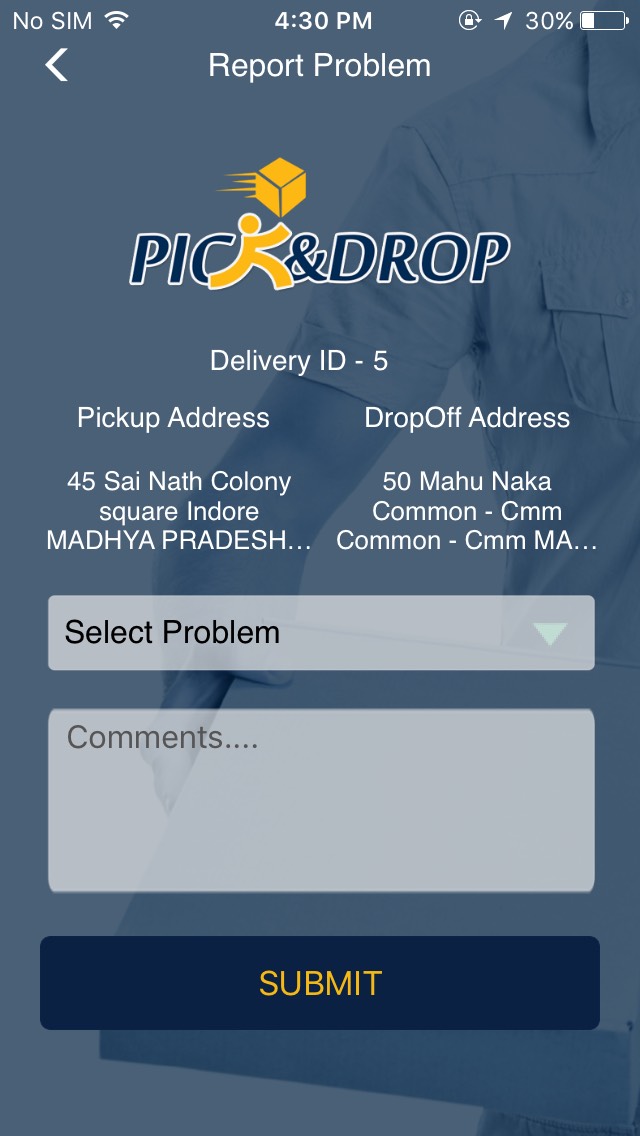 No SIM 4:30 PM 30%
Report Problem
PICK&DROP
Delivery ID - 5
Pickup Address
DropOff Address
45 Sai Nath Colony
square Indore
MADHYA PRADESH...
50 Mahu Naka
Common - Cmm
Common - Cmm MA...
Select Problem
Comments....
SUBMIT